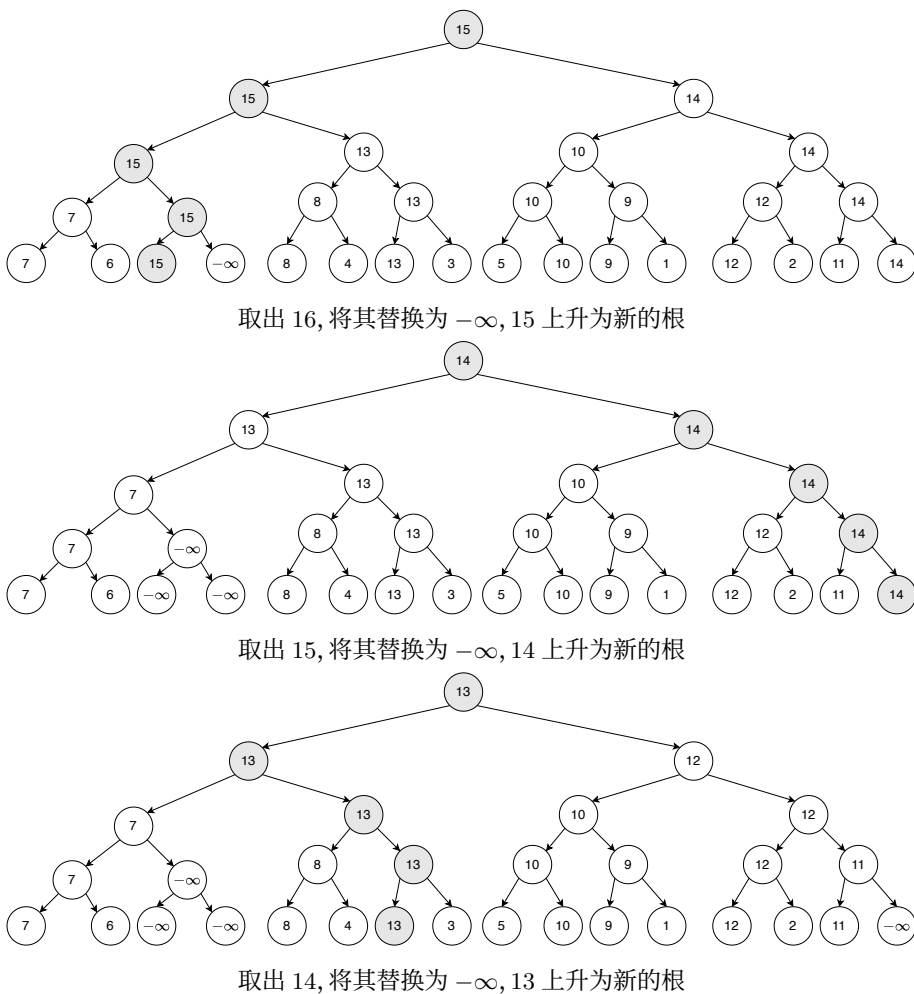 15
15 14
15 13 10 14
7 15 8 13 10 9 12 14
7 6 15 −∞ 8 4 13 3 5 10 9 1 12 2 11 14
取出 16, 将其替换为 −∞, 15 上升为新的根
14
13 14
7 13 10 14
7 −∞ 8 13 10 9 12 14
7 6 −∞ −∞ 8 4 13 3 5 10 9 1 12 2 11 14
取出 15, 将其替换为 −∞, 14 上升为新的根
13
13 12
7 13 10 12
7 −∞ 8 13 10 9 12 11
7 6 −∞ −∞ 8 4 13 3 5 10 9 1 12 2 11 −∞
取出 14, 将其替换为 −∞, 13 上升为新的根